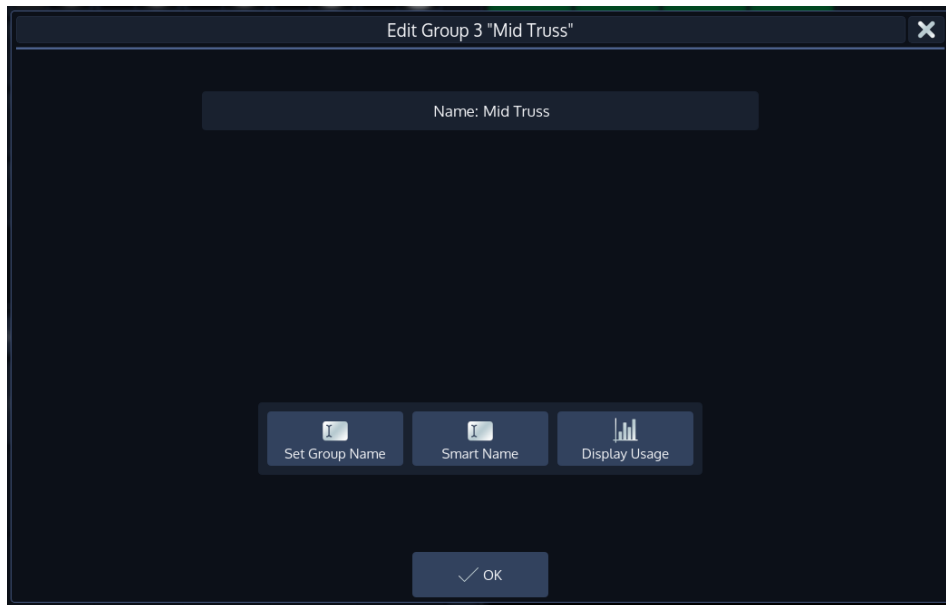 Edit Group 3 "Mid Truss"
Name: Mid Truss
Set Group Name
Smart Name
Display Usage
OK